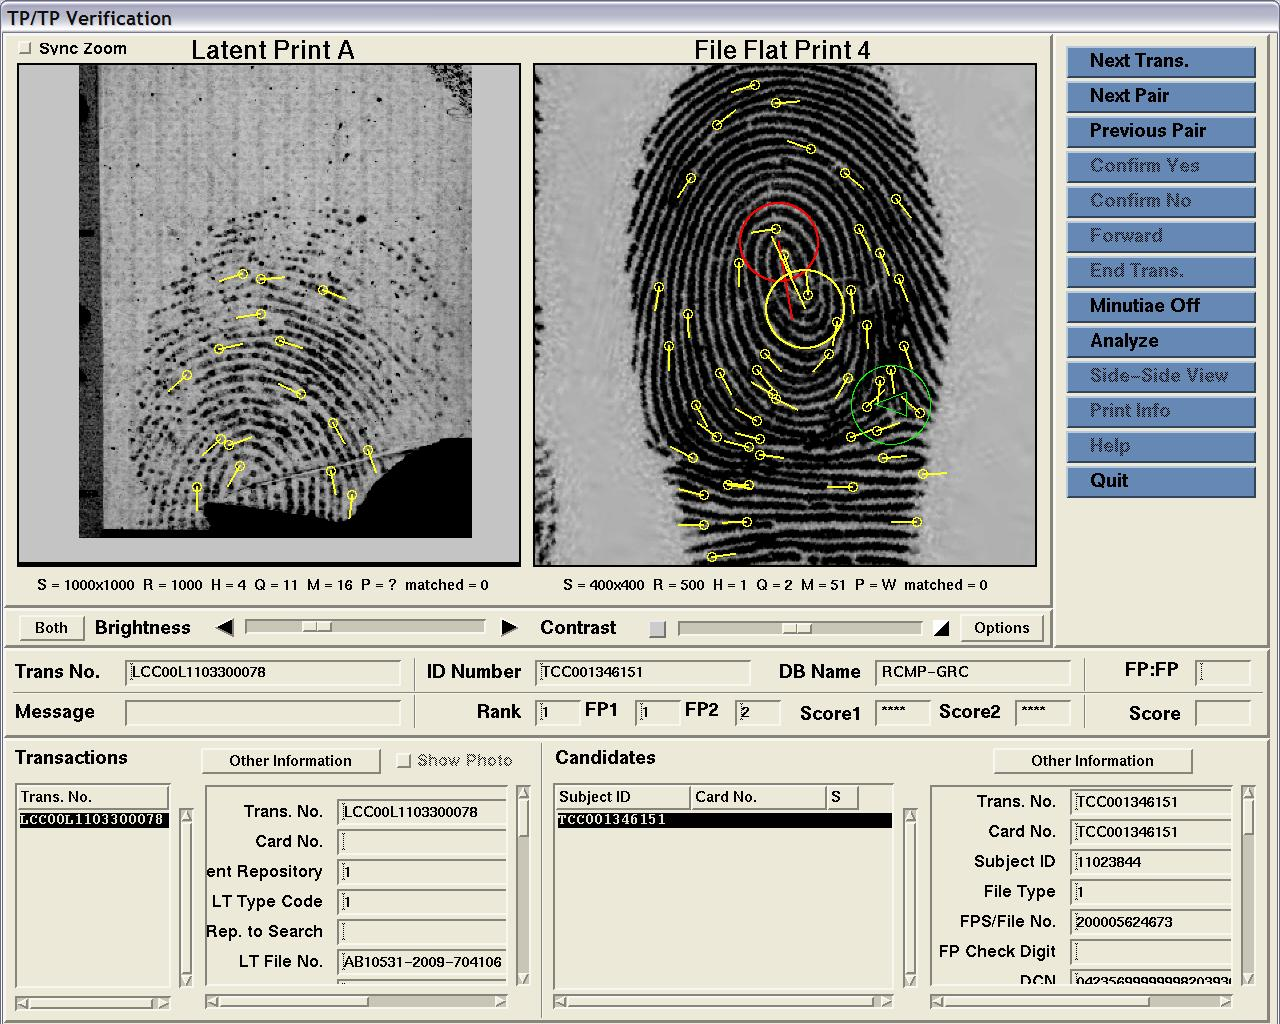 TP/TP Verification
Sync Zoom
Latent Print A
File Flat Print 4
Next Trans.
Next Pair
Previous Pair
Confirm Yes
Confirm No
Forward
End Trans.
Minutiae Off
Analyze
Side-Side View
Print Info
Help
Quit
S = 1000x1000 R = 1000 H = 4 Q = 11 M = 16 P = ? matched = 0
S = 400x400 R = 500 H = 1 Q = 2 M = 51 P = W matched = 0
Both Brightness Contrast Options
Trans No. LCC00L1103300078 ID Number TCC001346151 DB Name RCMP-GRC FP:FP
Message Rank 1 FP1 1 FP2 2 Score1 **** Score2 **** Score
Transactions
Other Information
Show Photo
Trans. No.
LCC00L1103300078
Trans. No. LCC00L1103300078
Card No.
ent Repository 1
LT Type Code 1
Rep. to Search
LT File No. AB10531-2009-704106
Candidates
Other Information
Subject ID Card No. S
TCC001346151
Trans. No. TCC001346151
Card No. TCC001346151
Subject ID 11023844
File Type 1
FPS/File No. 200005624673
FP Check Digit
DCN